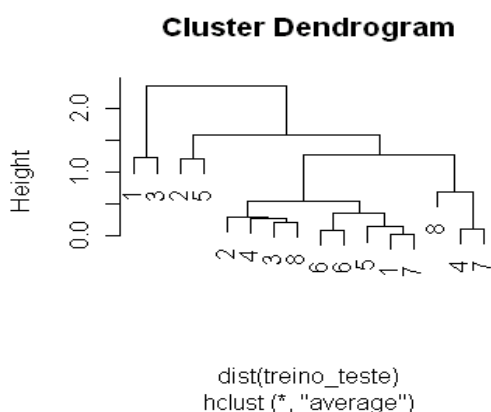 Cluster Dendrogram
Height
2.0
1.0
0.0
1 3 2 5
2 4 3 8 6 6 5 1 7 8 4 7
dist(treino_teste)
hclust (*, "average")